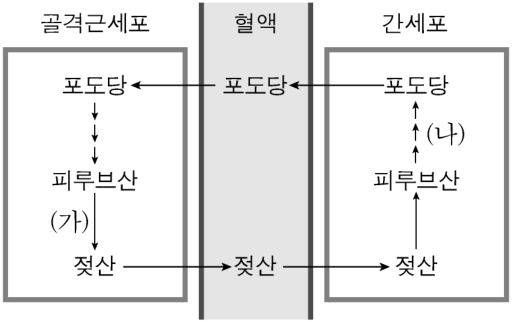 골격근세포 혈액 간세포
포도당 포도당 포도당
(나)
피루브산 피루브산
(가)
젖산 젖산 젖산